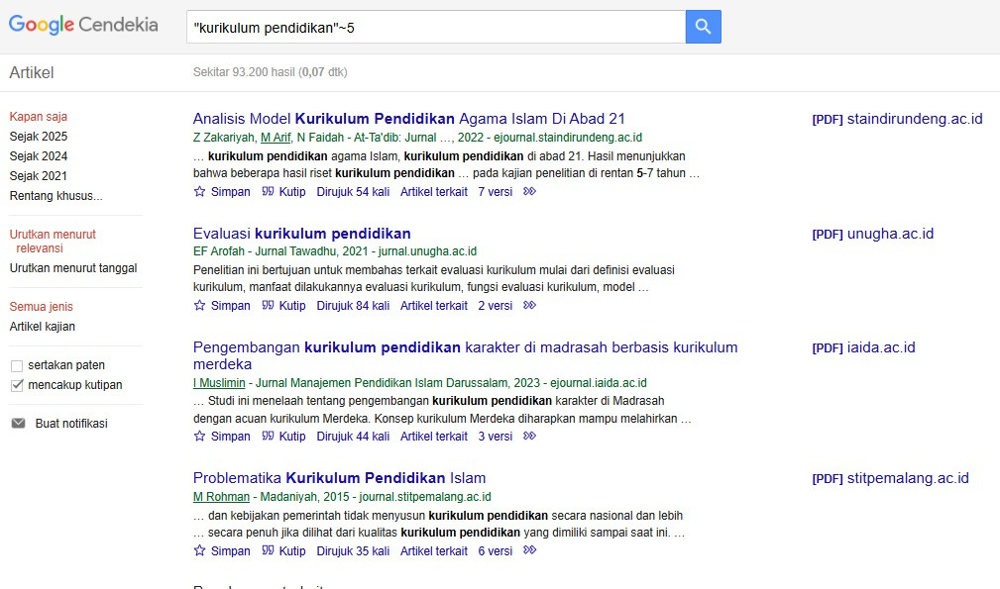 Google Cendekia
"kurikulum pendidikan"~5
Artikel
Sekitar 93.200 hasil (0,07 dtk)
Kapan saja
Sejak 2025
Sejak 2024
Sejak 2021
Rentang khusus...
Urutkan menurut
relevansi
Urutkan menurut tanggal
Semua jenis
Artikel kajian
sertakan paten
mencakup kutipan
Buat notifikasi
Analisis Model Kurikulum Pendidikan Agama Islam Di Abad 21
[PDF] staindirundeng.ac.id
Z Zakariyah, M Arif, N Faidah - At-Ta'dib: Jurnal …, 2022 - ejournal.staindirundeng.ac.id
… kurikulum pendidikan agama Islam, kurikulum pendidikan di abad 21. Hasil menunjukkan
bahwa beberapa hasil riset kurikulum pendidikan … pada kajian penelitian di rentan 5-7 tahun …
Simpan Kutip Dirujuk 54 kali Artikel terkait 7 versi
Evaluasi kurikulum pendidikan
[PDF] unugha.ac.id
EF Arofah - Jurnal Tawadhu, 2021 - jurnal.unugha.ac.id
Penelitian ini bertujuan untuk membahas terkait evaluasi kurikulum mulai dari definisi evaluasi
kurikulum, manfaat dilakukannya evaluasi kurikulum, fungsi evaluasi kurikulum, model …
Simpan Kutip Dirujuk 84 kali Artikel terkait 2 versi
Pengembangan kurikulum pendidikan karakter di madrasah berbasis kurikulum
merdeka
[PDF] iaida.ac.id
I Muslimin - Jurnal Manajemen Pendidikan Islam Darussalam, 2023 - ejournal.iaida.ac.id
… Studi ini menelaah tentang pengembangan kurikulum pendidikan karakter di Madrasah
dengan acuan kurikulum Merdeka. Konsep kurikulum Merdeka diharapkan mampu melahirkan …
Simpan Kutip Dirujuk 44 kali Artikel terkait 3 versi
Problematika Kurikulum Pendidikan Islam
[PDF] stitpemalang.ac.id
M Rohman - Madaniyah, 2015 - journal.stitpemalang.ac.id
… dan kebijakan pemerintah tidak menyusun kurikulum pendidikan secara nasional dan lebih
… secara penuh jika dilihat dari kualitas kurikulum pendidikan yang dimiliki sampai saat ini. …
Simpan Kutip Dirujuk 35 kali Artikel terkait 6 versi